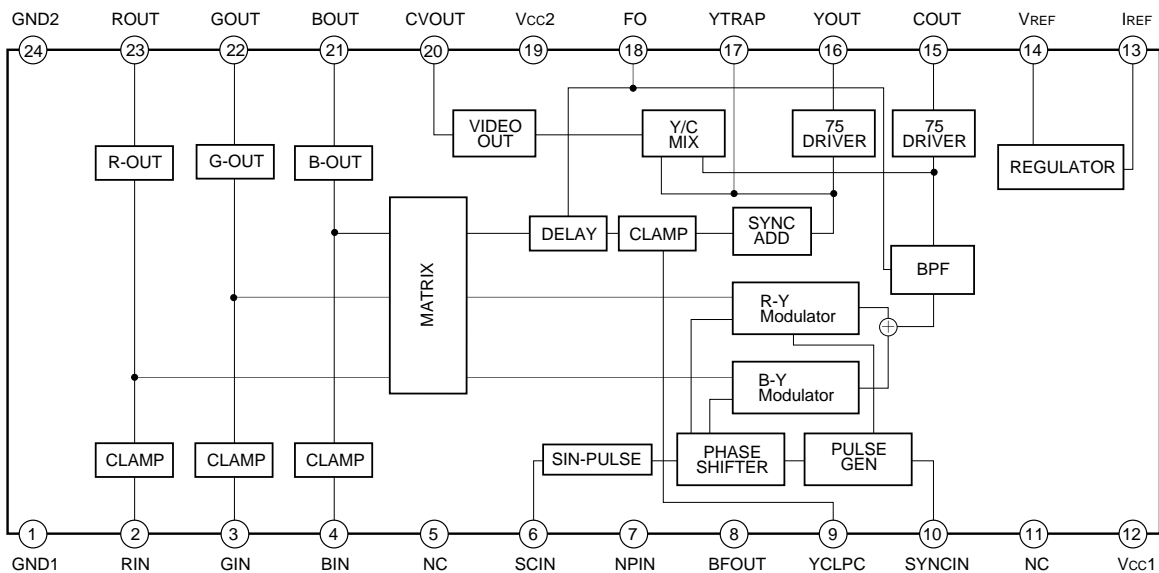 GND2 ROUT GOUT BOUT CVOUT VCC2 FO YTRAP YOUT COUT VREF IREF
24 23 22 21 20 19 18 17 16 15 14 13
VIDEO OUT
Y/C MIX
75 DRIVER
75 DRIVER
R-OUT
G-OUT
B-OUT
REGULATOR
MATRIX
DELAY
CLAMP
SYNC ADD
BPF
R-Y Modulator
B-Y Modulator
CLAMP
CLAMP
CLAMP
SIN-PULSE
PHASE SHIFTER
PULSE GEN
1 2 3 4 5 6 7 8 9 10 11 12
GND1 RIN GIN BIN NC SCIN NPIN BFOUT YCLPC SYNCIN NC VCC1